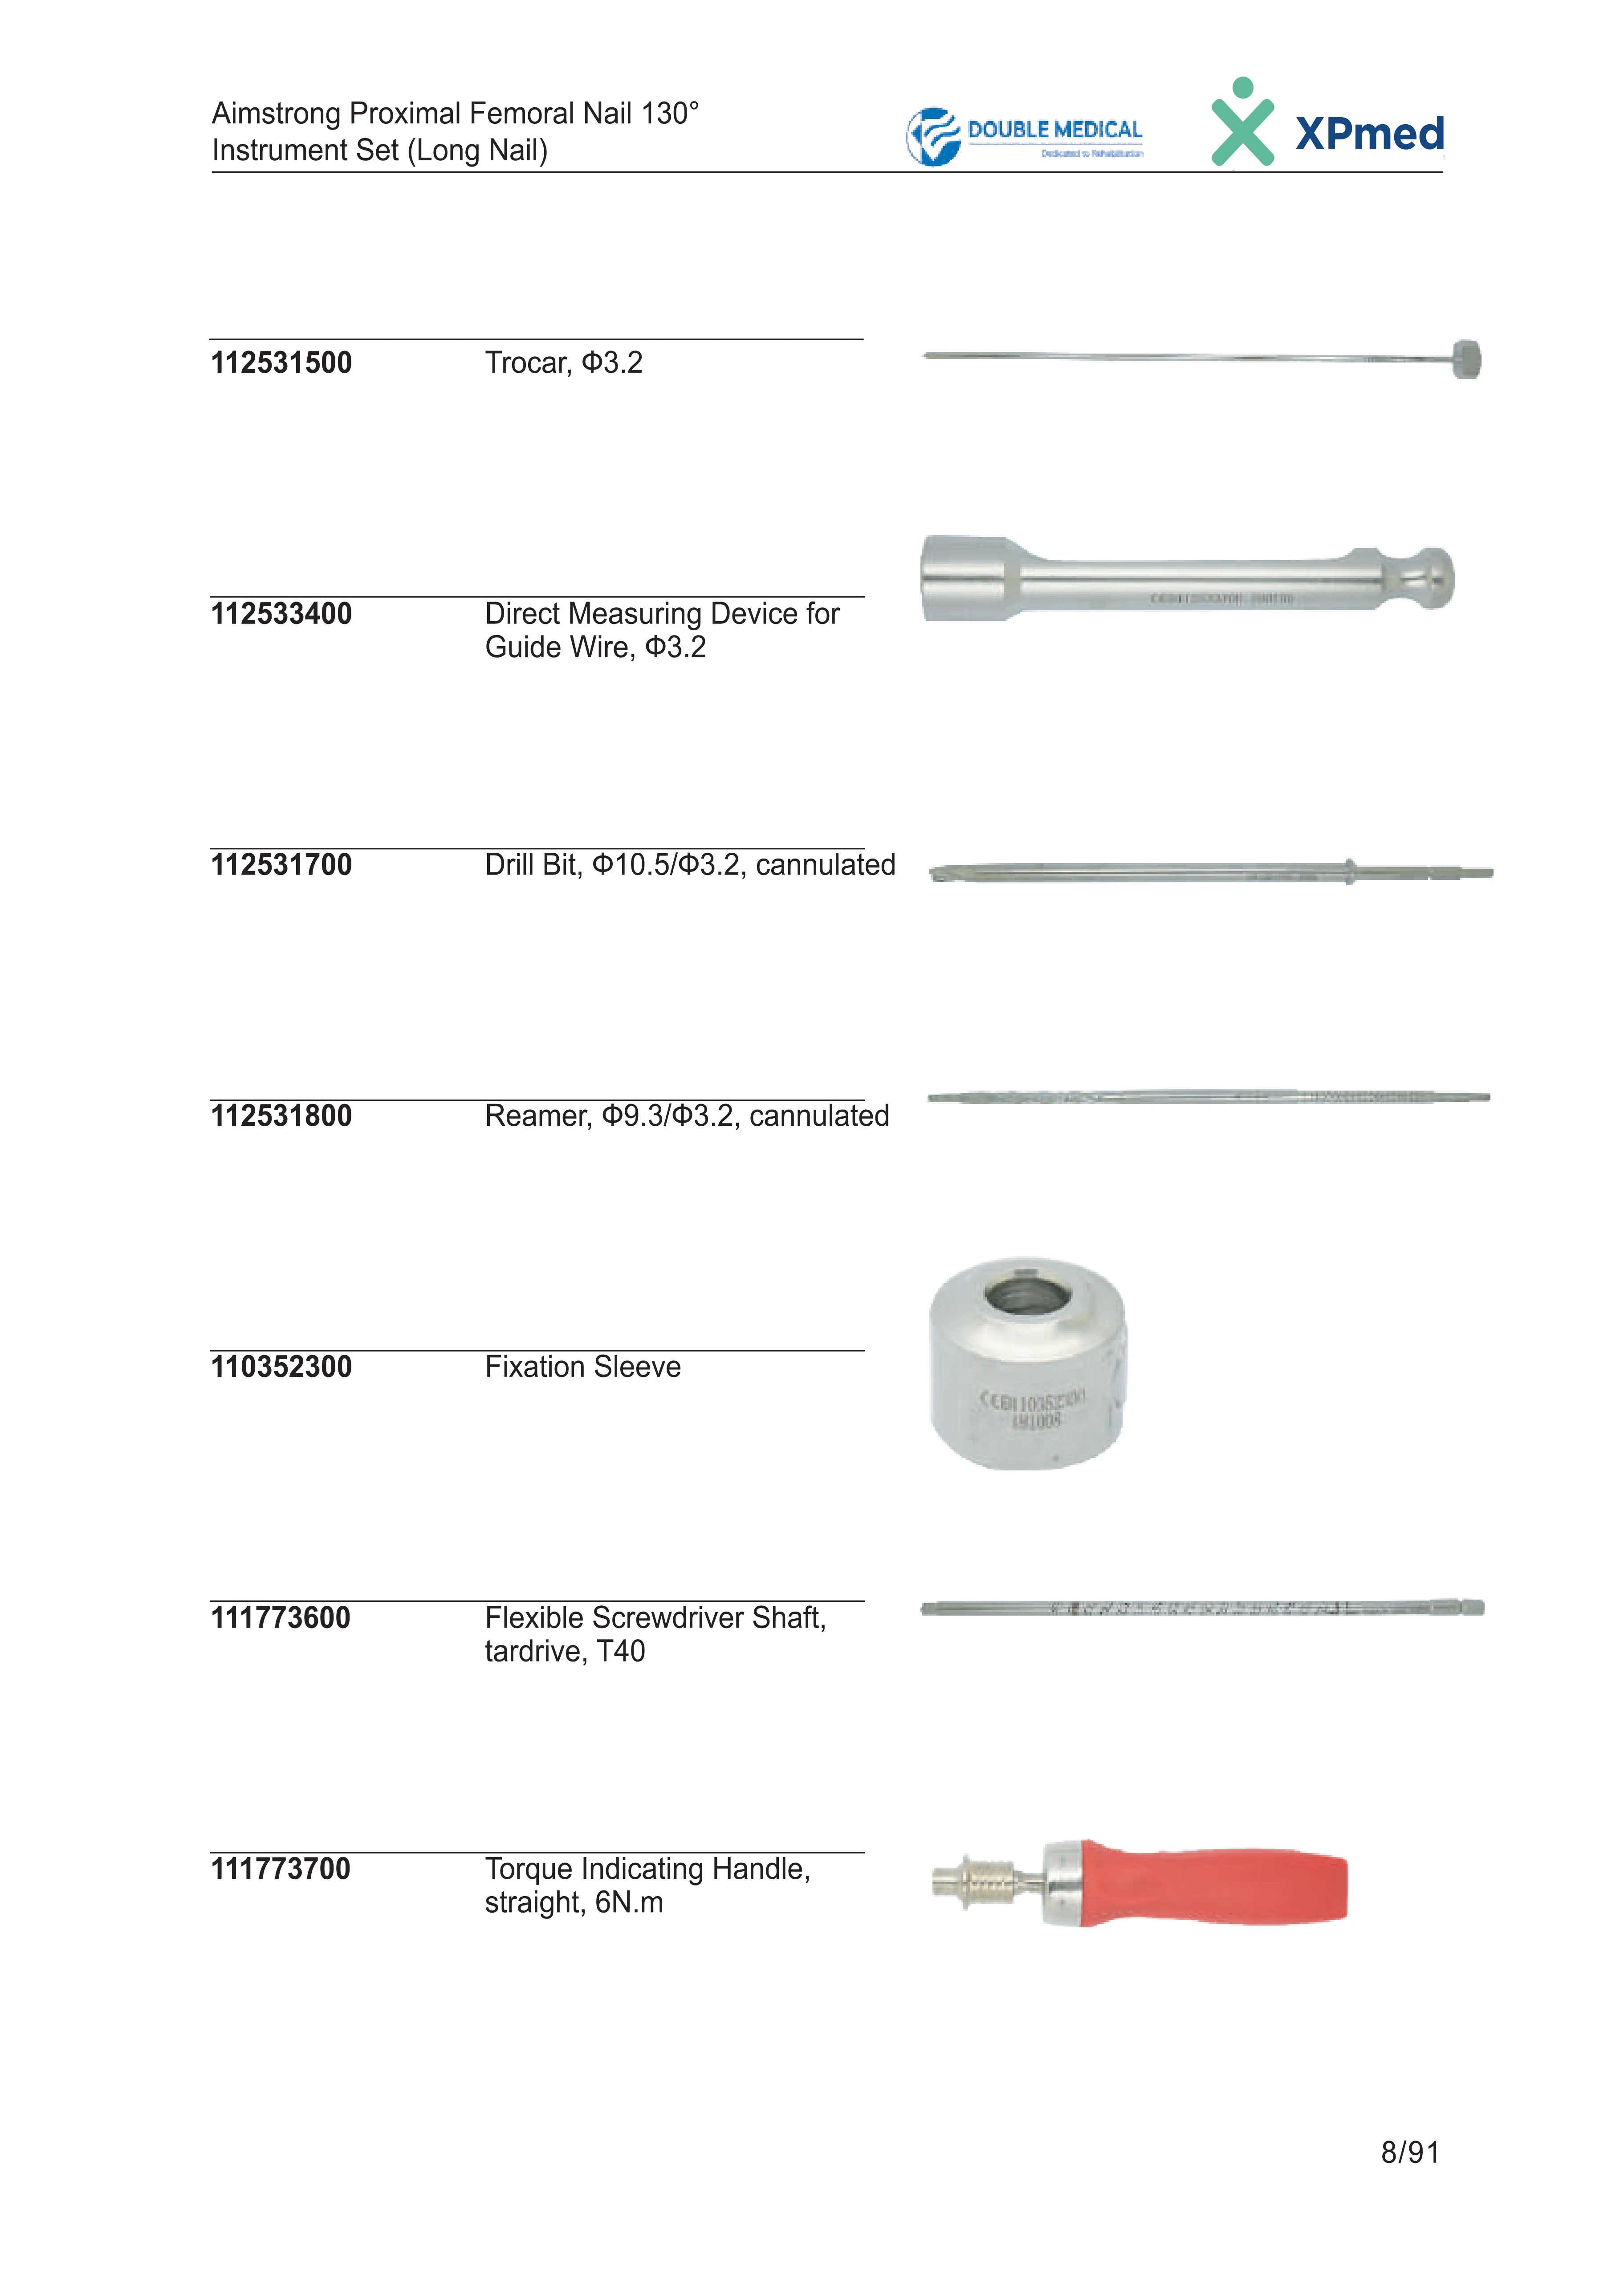 Aimstrong Proximal Femoral Nail 130°
Instrument Set (Long Nail)
DOUBLE MEDICAL
Dedicated to Rehabilitation
XPmed
112531500 Trocar, Φ3.2
112533400 Direct Measuring Device for
Guide Wire, Φ3.2
112531700 Drill Bit, Φ10.5/Φ3.2, cannulated
112531800 Reamer, Φ9.3/Φ3.2, cannulated
110352300 Fixation Sleeve
111773600 Flexible Screwdriver Shaft,
tardrive, T40
111773700 Torque Indicating Handle,
straight, 6N.m
8/91